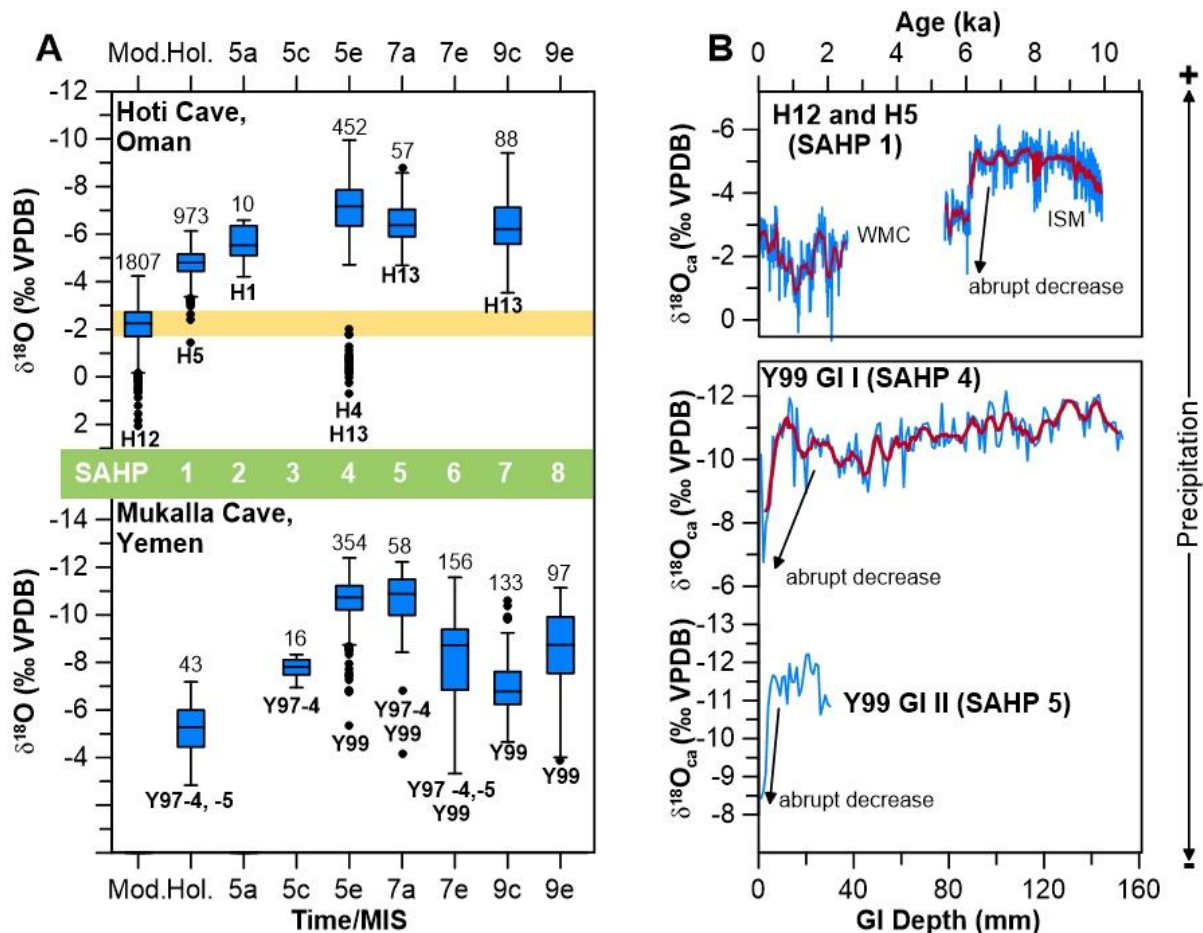 A
Mod. Hol. 5a 5c 5e 7a 7e 9c 9e
-12
-10
-8
-6
-4
-2
0
2
δ18O (‰ VPDB)
Hoti Cave,
Oman
1807
973
10
452
57
88
H12
H5
H1
H4
H13
H13
H13
SAHP 1 2 3 4 5 6 7 8
Mukalla Cave,
Yemen
-14
-12
-10
-8
-6
-4
δ18O (‰ VPDB)
43
16
354
58
156
133
97
Y97-4, -5
Y97-4
Y99
Y97-4
Y99
Y97 -4,-5
Y99
Y99
Y99
Mod. Hol. 5a 5c 5e 7a 7e 9c 9e
Time/MIS
B
Age (ka)
0 2 4 6 8 10
-6
-4
-2
0
δ18Oca (‰ VPDB)
H12 and H5
(SAHP 1)
WMC
ISM
abrupt decrease
Y99 GI I (SAHP 4)
-12
-10
-8
-6
δ18Oca (‰ VPDB)
abrupt decrease
-13
-12
-11
-10
-9
-8
δ18Oca (‰ VPDB)
Y99 GI II (SAHP 5)
abrupt decrease
0 40 80 120 160
GI Depth (mm)
+
Precipitation
-